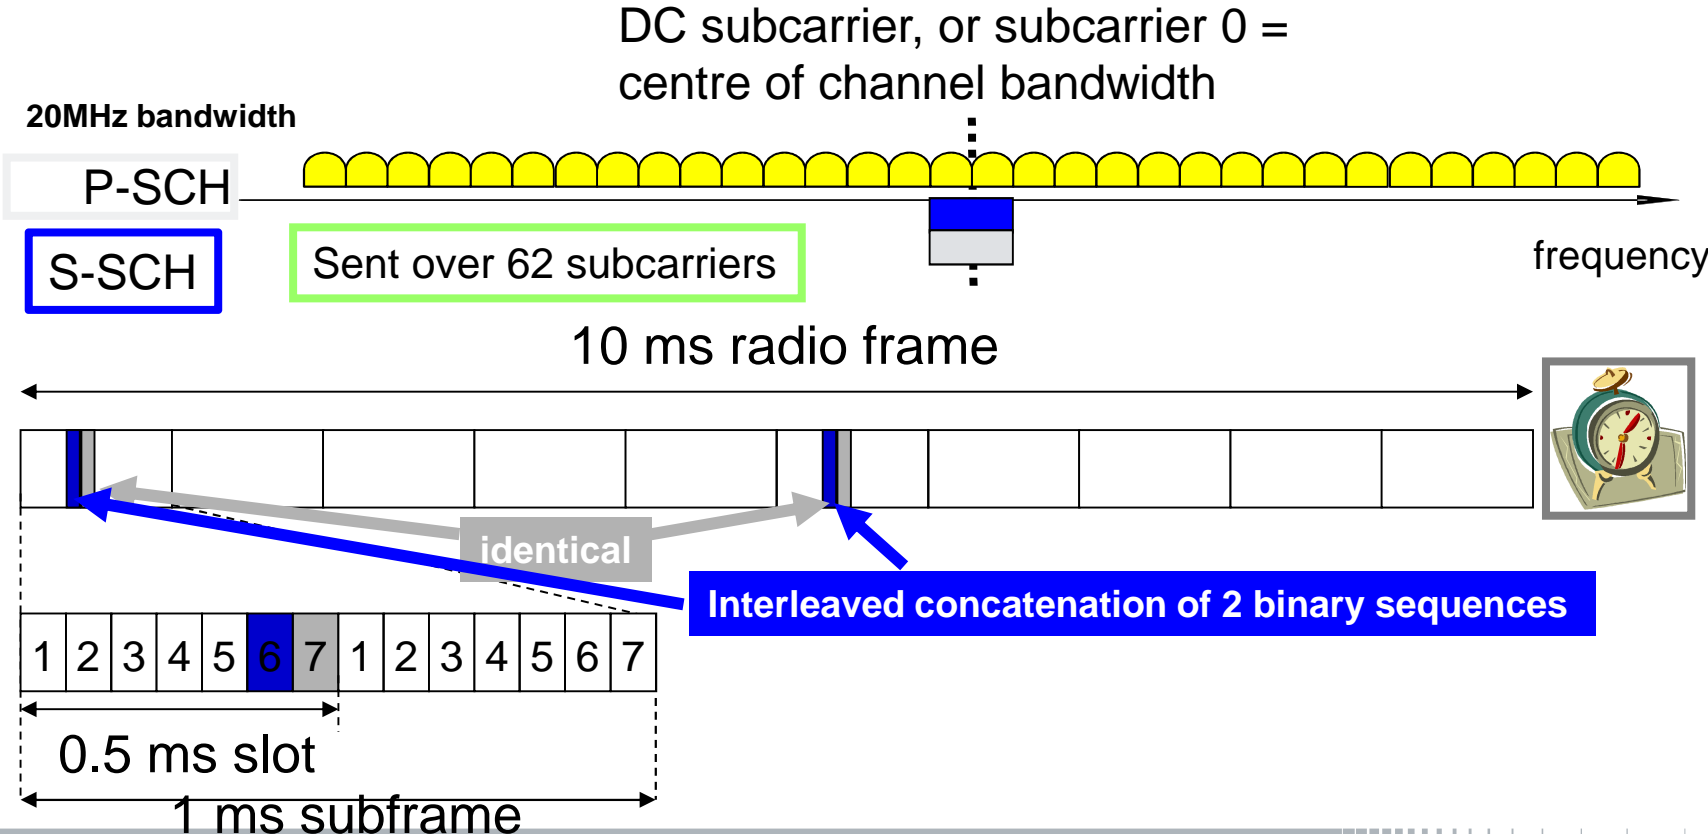 DC subcarrier, or subcarrier 0 =
centre of channel bandwidth
20MHz bandwidth
P-SCH
S-SCH
Sent over 62 subcarriers
frequency
10 ms radio frame
identical
Interleaved concatenation of 2 binary sequences
1 2 3 4 5 6 7 1 2 3 4 5 6 7
0.5 ms slot
1 ms subframe